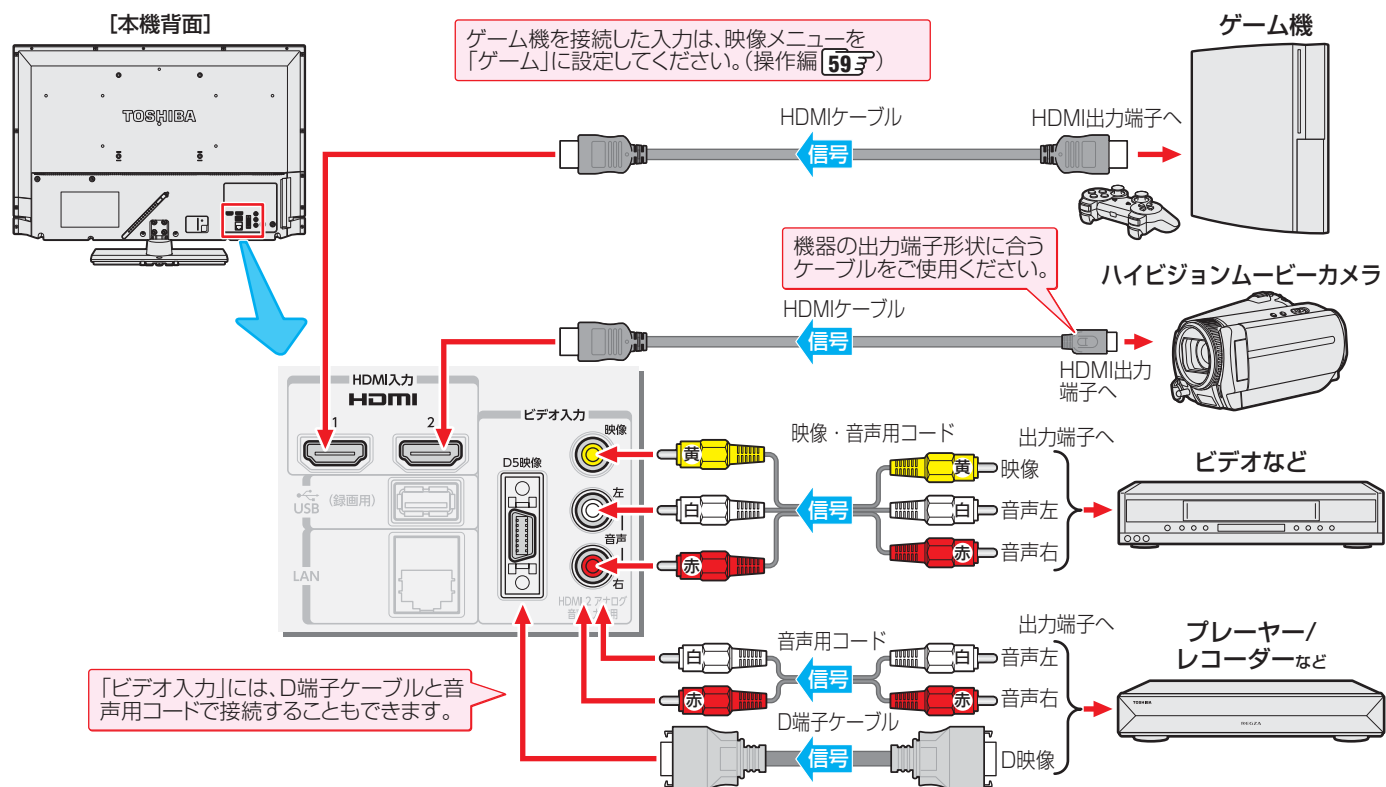 [本機背面]
TOSHIBA
ゲーム機を接続した入力は、映像メニューを
「ゲーム」に設定してください。(操作編 59 )
ゲーム機
HDMIケーブル
HDMI出力端子へ
信号
機器の出力端子形状に合う
ケーブルをご使用ください。
ハイビジョンムービーカメラ
HDMIケーブル
信号
HDMI出力
端子へ
HDMI入力
HDMI
1
2
ビデオ入力
映像
D5映像
左
音声
右
USB
(録画用)
LAN
HDMI 2 アナログ
映像・音声用コード
出力端子へ
ビデオなど
黄
信号
黄
映像
白
白
音声左
赤
赤
音声右
音声用コード
出力端子へ
プレーヤー/
レコーダーなど
白
信号
白
音声左
赤
赤
音声右
D端子ケーブル
信号
D映像
TOSHIBA
REGZA
「ビデオ入力」には、D端子ケーブルと音
声用コードで接続することもできます。